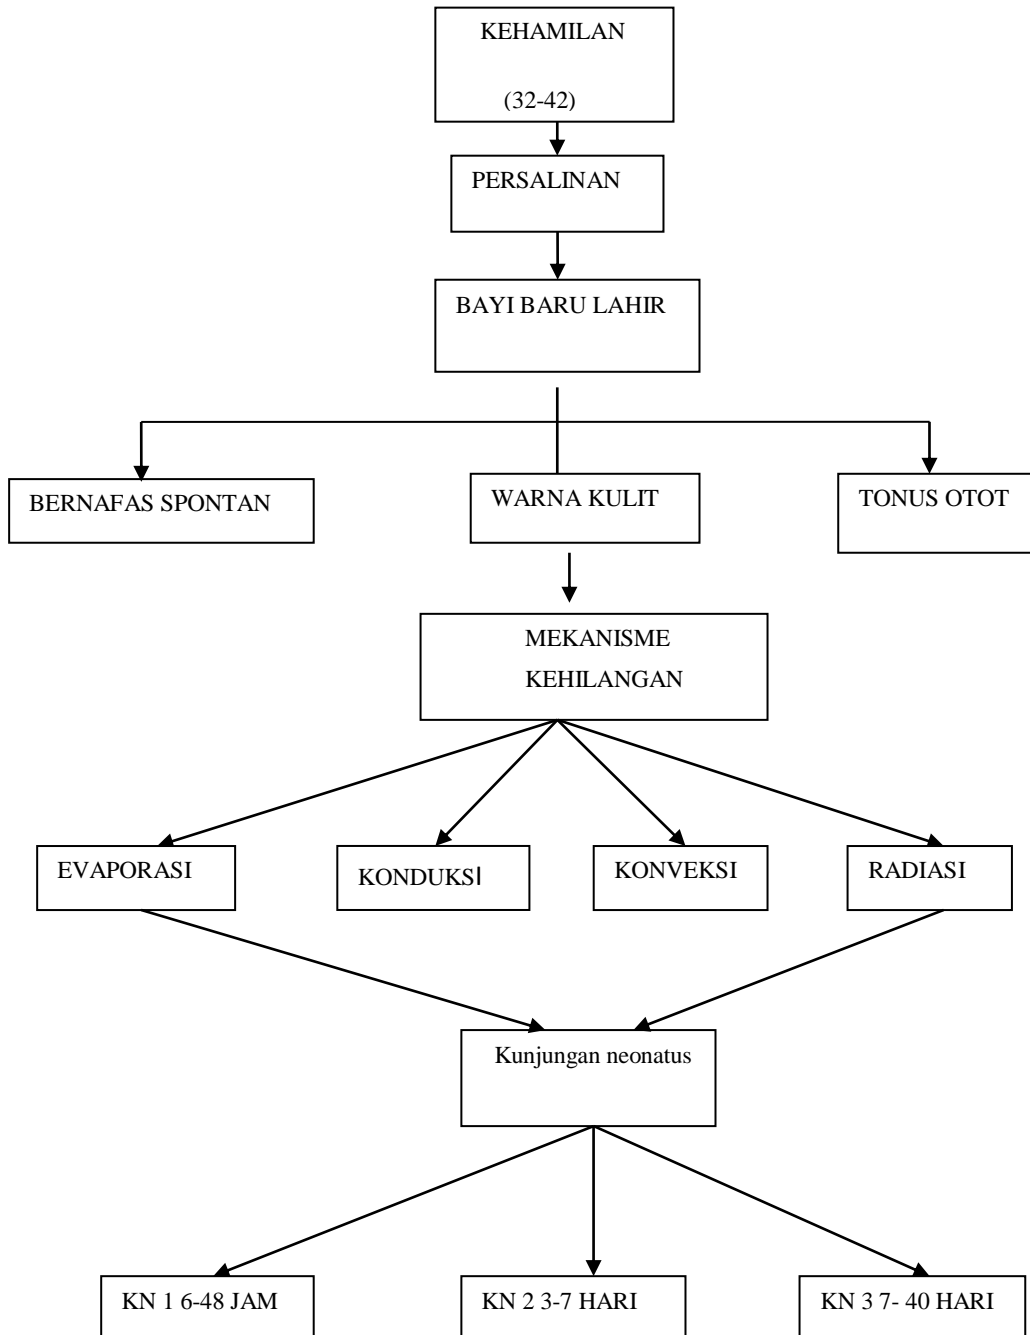 KEHAMILAN
(32-42)
PERSALINAN
BAYI BARU LAHIR
BERNAFAS SPONTAN
WARNA KULIT
TONUS OTOT
MEKANISME
KEHILANGAN
EVAPORASI
KONDUKSI
KONVEKSI
RADIASI
Kunjungan neonatus
KN 1 6-48 JAM
KN 2 3-7 HARI
KN 3 7- 40 HARI